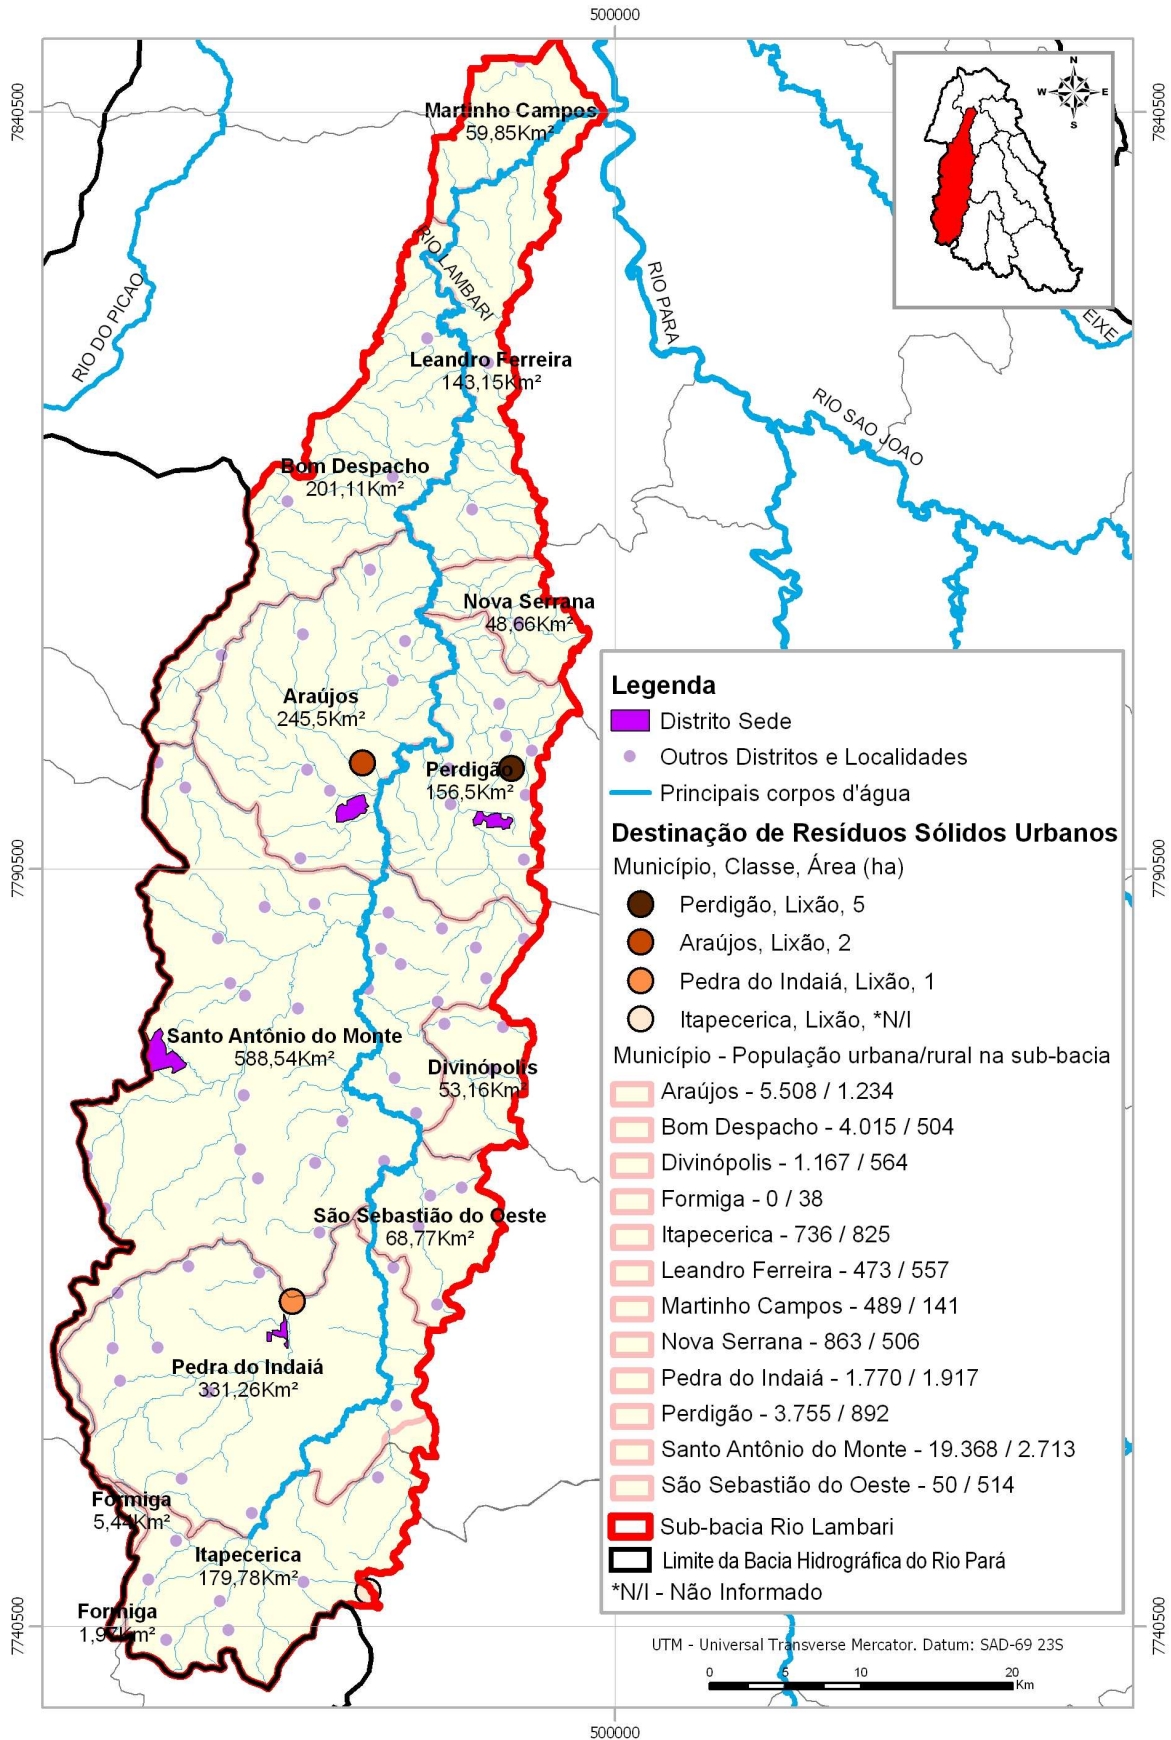 500000
7840500
7840500
N
W
E
S
Martinho Campos
59,85Km²
RIO LAMBARI
RIO DO PICAO
RIO PARA
EIXE
Leandro Ferreira
143,15Km²
RIO SAO JOAO
Bom Despacho
201,11Km²
Nova Serrana
48,66Km²
Araújos
245,5Km²
Perdigão
156,5Km²
7790500
7790500
Santo Antônio do Monte
588,54Km²
Divinópolis
53,16Km²
São Sebastião do Oeste
68,77Km²
Pedra do Indaiá
331,26Km²
Formiga
5,44Km²
Itapecerica
179,78Km²
Formiga
1,97Km²
7740500
7740500
Legenda
Distrito Sede
Outros Distritos e Localidades
Principais corpos d'água
Destinação de Resíduos Sólidos Urbanos
Município, Classe, Área (ha)
Perdigão, Lixão, 5
Araújos, Lixão, 2
Pedra do Indaiá, Lixão, 1
Itapecerica, Lixão, *N/I
Município - População urbana/rural na sub-bacia
Araújos - 5.508 / 1.234
Bom Despacho - 4.015 / 504
Divinópolis - 1.167 / 564
Formiga - 0 / 38
Itapecerica - 736 / 825
Leandro Ferreira - 473 / 557
Martinho Campos - 489 / 141
Nova Serrana - 863 / 506
Pedra do Indaiá - 1.770 / 1.917
Perdigão - 3.755 / 892
Santo Antônio do Monte - 19.368 / 2.713
São Sebastião do Oeste - 50 / 514
Sub-bacia Rio Lambari
Limite da Bacia Hidrográfica do Rio Pará
*N/I - Não Informado
UTM - Universal Transverse Mercator. Datum: SAD-69 23S
0 5 10 20
Km
500000